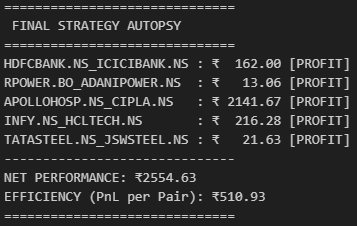 ==============================
FINAL STRATEGY AUTOPSY
==============================
HDFCBANK.NS_ICICIBANK.NS : ₹  162.00 [PROFIT]
RPOWER.BO_ADANIPOWER.NS  : ₹   13.06 [PROFIT]
APOLLOHOSP.NS_CIPLA.NS   : ₹ 2141.67 [PROFIT]
INFY.NS_HCLTECH.NS       : ₹  216.28 [PROFIT]
TATASTEEL.NS_JSWSTEEL.NS : ₹   21.63 [PROFIT]
------------------------------
NET PERFORMANCE: ₹2554.63
EFFICIENCY (PnL per Pair): ₹510.93
==============================